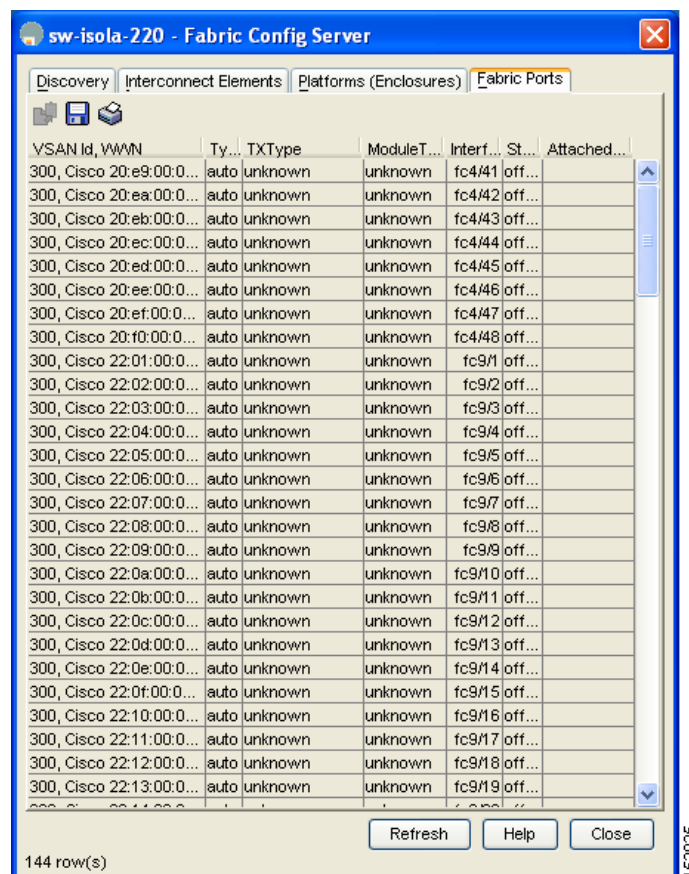 sw-isola-220 - Fabric Config Server
Discovery Interconnect Elements Platforms (Enclosures) Fabric Ports
VSAN Id, WWN Ty... TXType ModuleT... Interf... St... Attached...
300, Cisco 20:e9:00:0... auto unknown unknown fc4/41 off...
300, Cisco 20:ea:00:0... auto unknown unknown fc4/42 off...
300, Cisco 20:eb:00:0... auto unknown unknown fc4/43 off...
300, Cisco 20:ec:00:0... auto unknown unknown fc4/44 off...
300, Cisco 20:ed:00:0... auto unknown unknown fc4/45 off...
300, Cisco 20:ee:00:0... auto unknown unknown fc4/46 off...
300, Cisco 20:ef:00:0... auto unknown unknown fc4/47 off...
300, Cisco 20:f0:00:0... auto unknown unknown fc4/48 off...
300, Cisco 22:01:00:0... auto unknown unknown fc9/1 off...
300, Cisco 22:02:00:0... auto unknown unknown fc9/2 off...
300, Cisco 22:03:00:0... auto unknown unknown fc9/3 off...
300, Cisco 22:04:00:0... auto unknown unknown fc9/4 off...
300, Cisco 22:05:00:0... auto unknown unknown fc9/5 off...
300, Cisco 22:06:00:0... auto unknown unknown fc9/6 off...
300, Cisco 22:07:00:0... auto unknown unknown fc9/7 off...
300, Cisco 22:08:00:0... auto unknown unknown fc9/8 off...
300, Cisco 22:09:00:0... auto unknown unknown fc9/9 off...
300, Cisco 22:0a:00:0... auto unknown unknown fc9/10 off...
300, Cisco 22:0b:00:0... auto unknown unknown fc9/11 off...
300, Cisco 22:0c:00:0... auto unknown unknown fc9/12 off...
300, Cisco 22:0d:00:0... auto unknown unknown fc9/13 off...
300, Cisco 22:0e:00:0... auto unknown unknown fc9/14 off...
300, Cisco 22:0f:00:0... auto unknown unknown fc9/15 off...
300, Cisco 22:10:00:0... auto unknown unknown fc9/16 off...
300, Cisco 22:11:00:0... auto unknown unknown fc9/17 off...
300, Cisco 22:12:00:0... auto unknown unknown fc9/18 off...
300, Cisco 22:13:00:0... auto unknown unknown fc9/19 off...
Refresh Help Close
144 row(s)